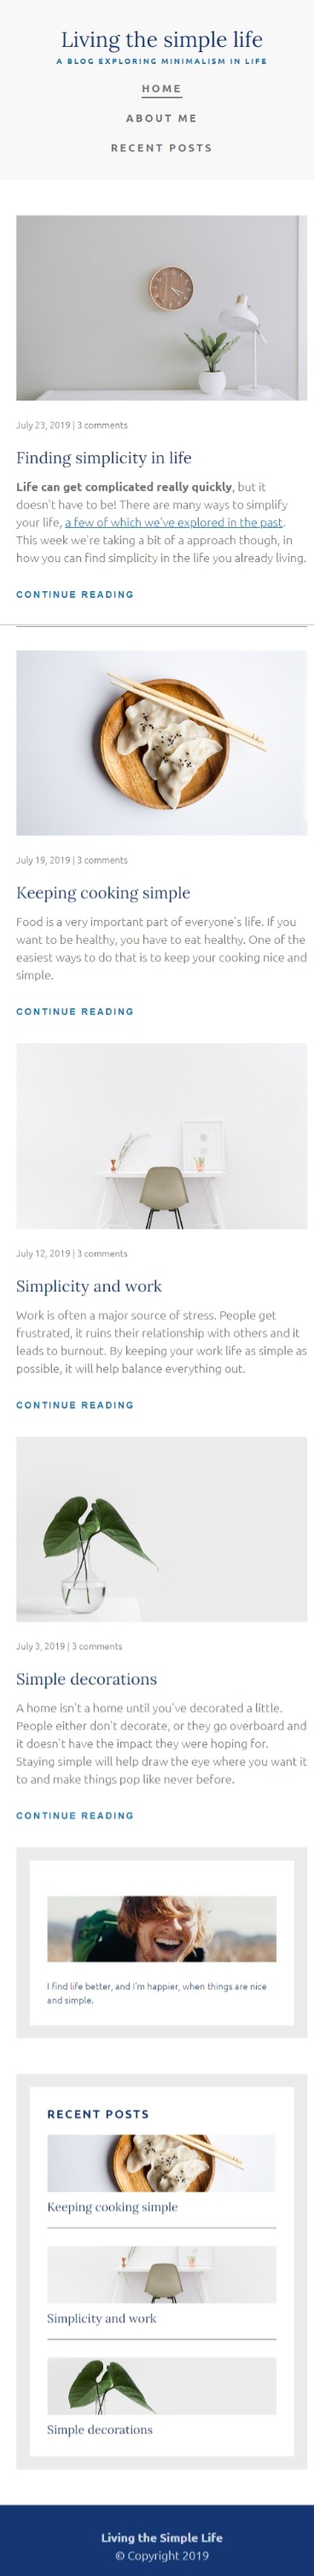 Living the simple life
A BLOG EXPLORING MINIMALISM IN LIFE
HOME
ABOUT ME
RECENT POSTS
July 23, 2019 | 3 comments
Finding simplicity in life
Life can get complicated really quickly, but it
doesn't have to be! There are many ways to simplify
your life, a few of which we've explored in the past.
This week we're taking a bit of a approach though, in
how you can find simplicity in the life you already living.
CONTINUE READING
July 19, 2019 | 3 comments
Keeping cooking simple
Food is a very important part of everyone's life. If you
want to be healthy, you have to eat healthy. One of the
easiest ways to do that is to keep your cooking nice and
simple.
CONTINUE READING
July 12, 2019 | 3 comments
Simplicity and work
Work is often a major source of stress. People get
frustrated, it ruins their relationship with others and it
leads to burnout. By keeping your work life as simple as
possible, it will help balance everything out.
CONTINUE READING
July 3, 2019 | 3 comments
Simple decorations
A home isn't a home until you've decorated a little.
People either don't decorate, or they go overboard and
it doesn't have the impact they were hoping for.
Staying simple will help draw the eye where you want it
to and make things pop like never before.
CONTINUE READING
I find life better, and I'm happier, when things are nice
and simple.
RECENT POSTS
Keeping cooking simple
Simplicity and work
Simple decorations
Living the Simple Life
© Copyright 2019